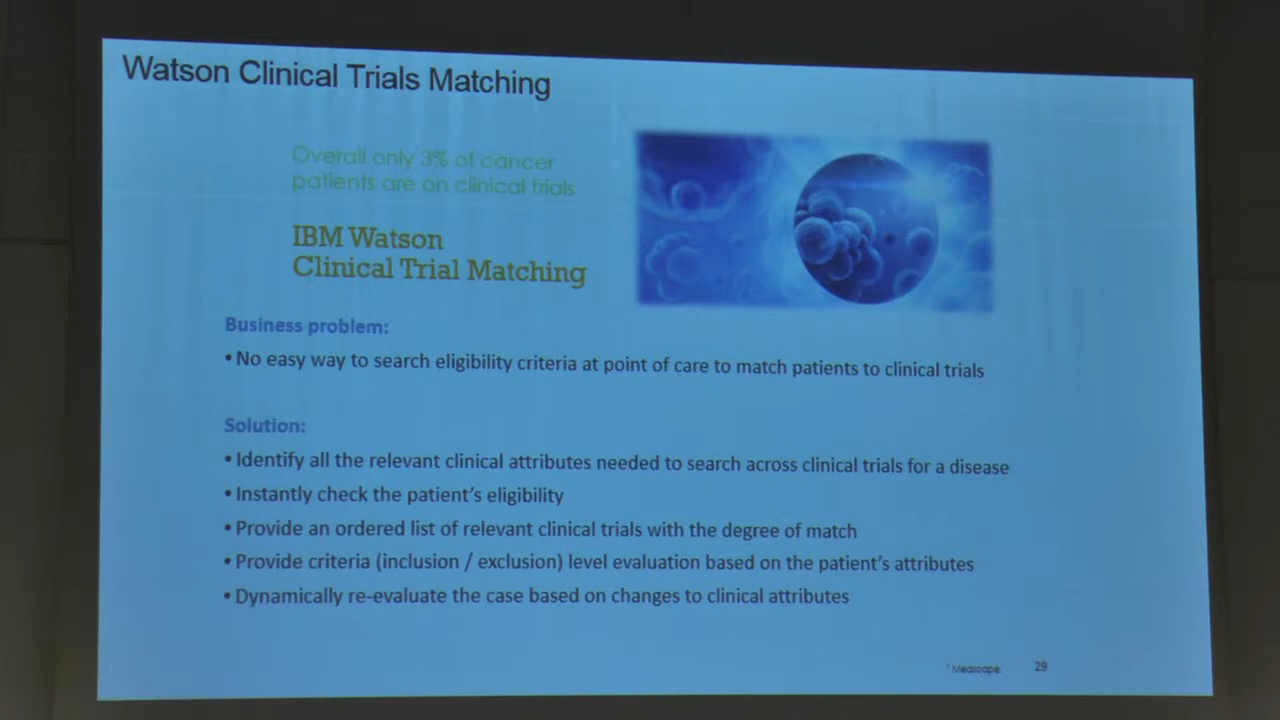 Watson Clinical Trials Matching
Overall only 3% of cancer
patients are on clinical trials
IBM Watson
Clinical Trial Matching
Business problem:
• No easy way to search eligibility criteria at point of care to match patients to clinical trials
Solution:
• Identify all the relevant clinical attributes needed to search across clinical trials for a disease
• Instantly check the patient's eligibility
• Provide an ordered list of relevant clinical trials with the degree of match
• Provide criteria (inclusion / exclusion) level evaluation based on the patient's attributes
• Dynamically re-evaluate the case based on changes to clinical attributes
¹ Medscape
29